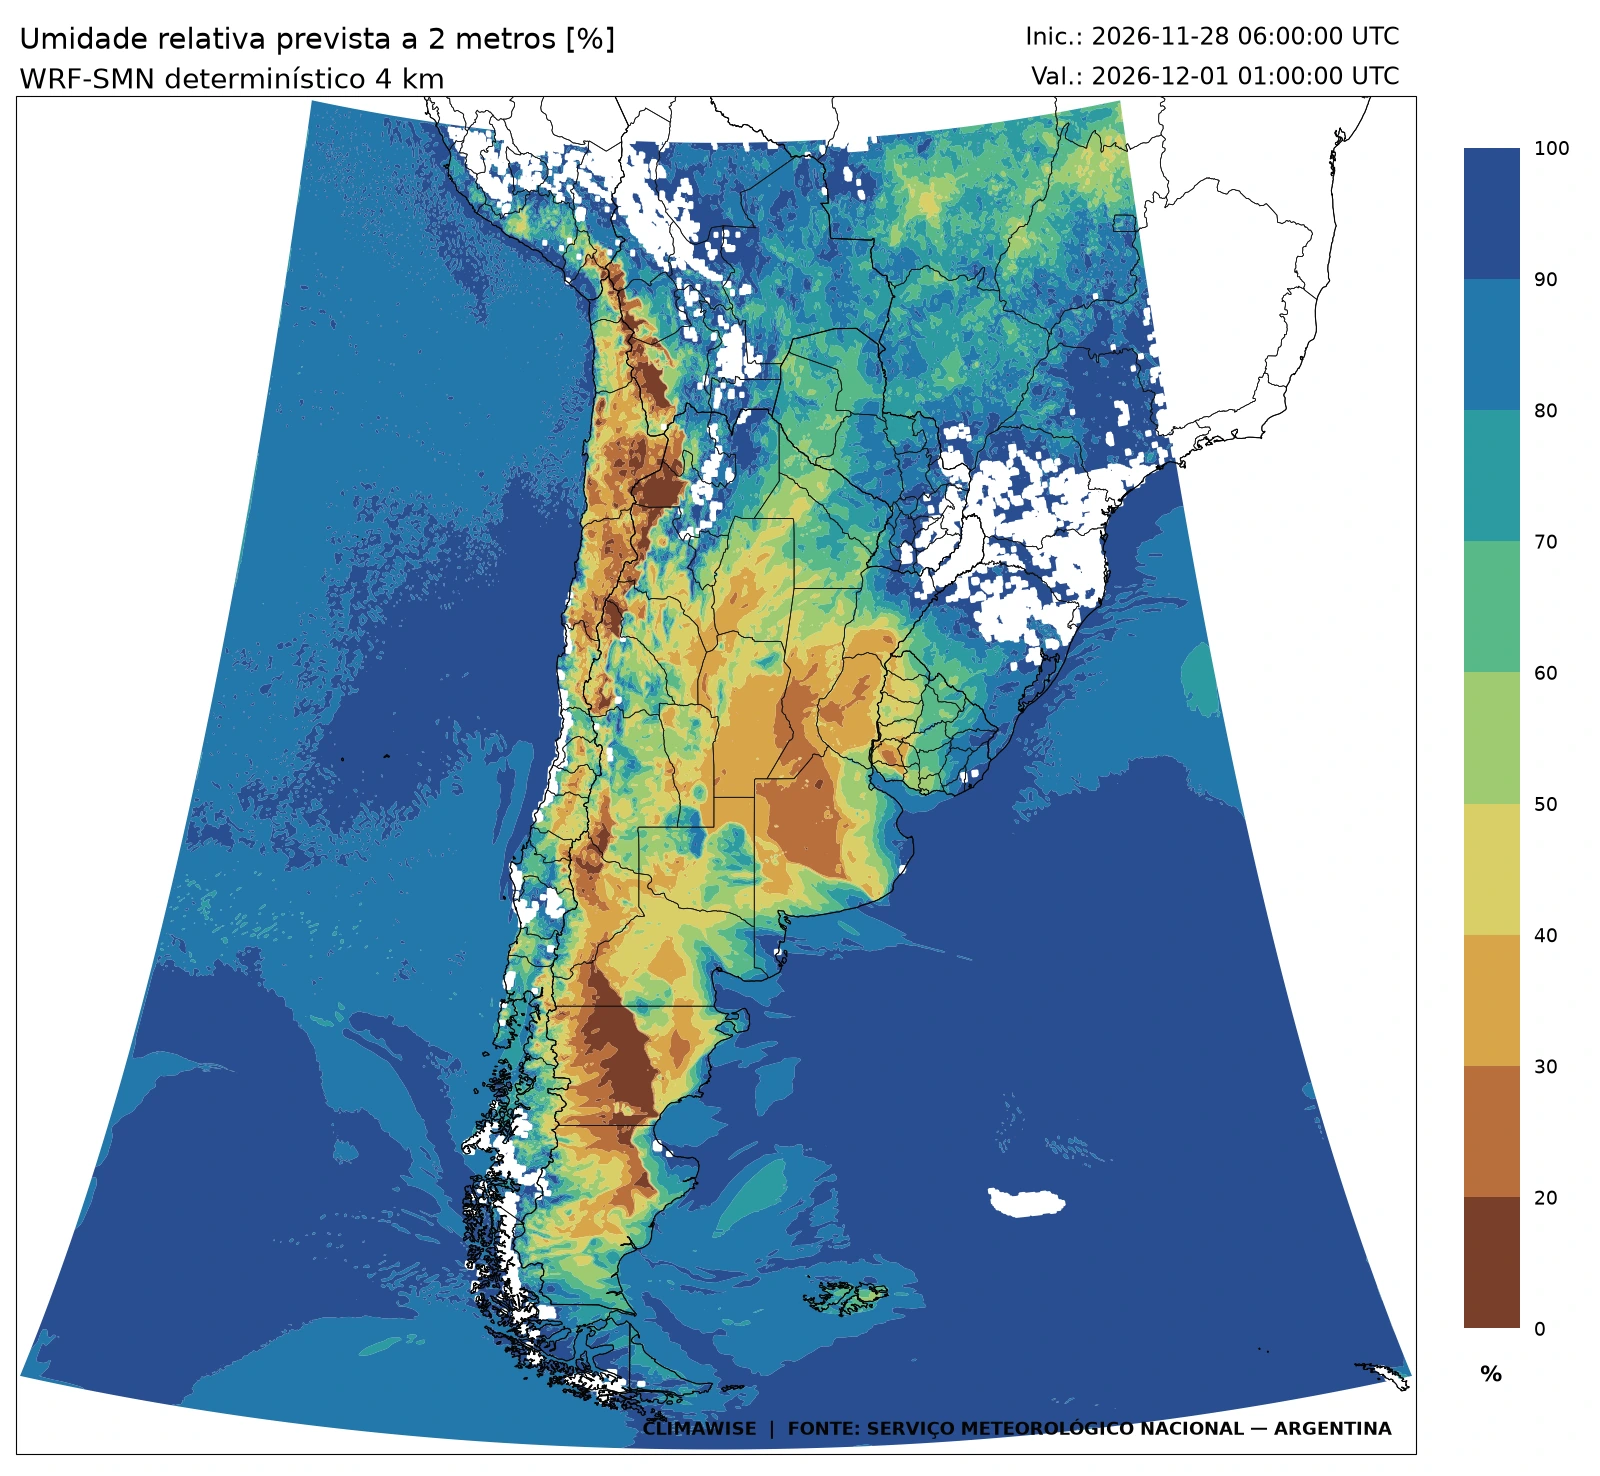 Umidade relativa prevista a 2 metros [%]
WRF-SMN determinístico 4 km
Inic.: 2026-11-28 06:00:00 UTC
Val.: 2026-12-01 01:00:00 UTC
100
90
80
70
60
50
40
30
20
0
%
CLIMAWISE | FONTE: SERVIÇO METEOROLÓGICO NACIONAL — ARGENTINA